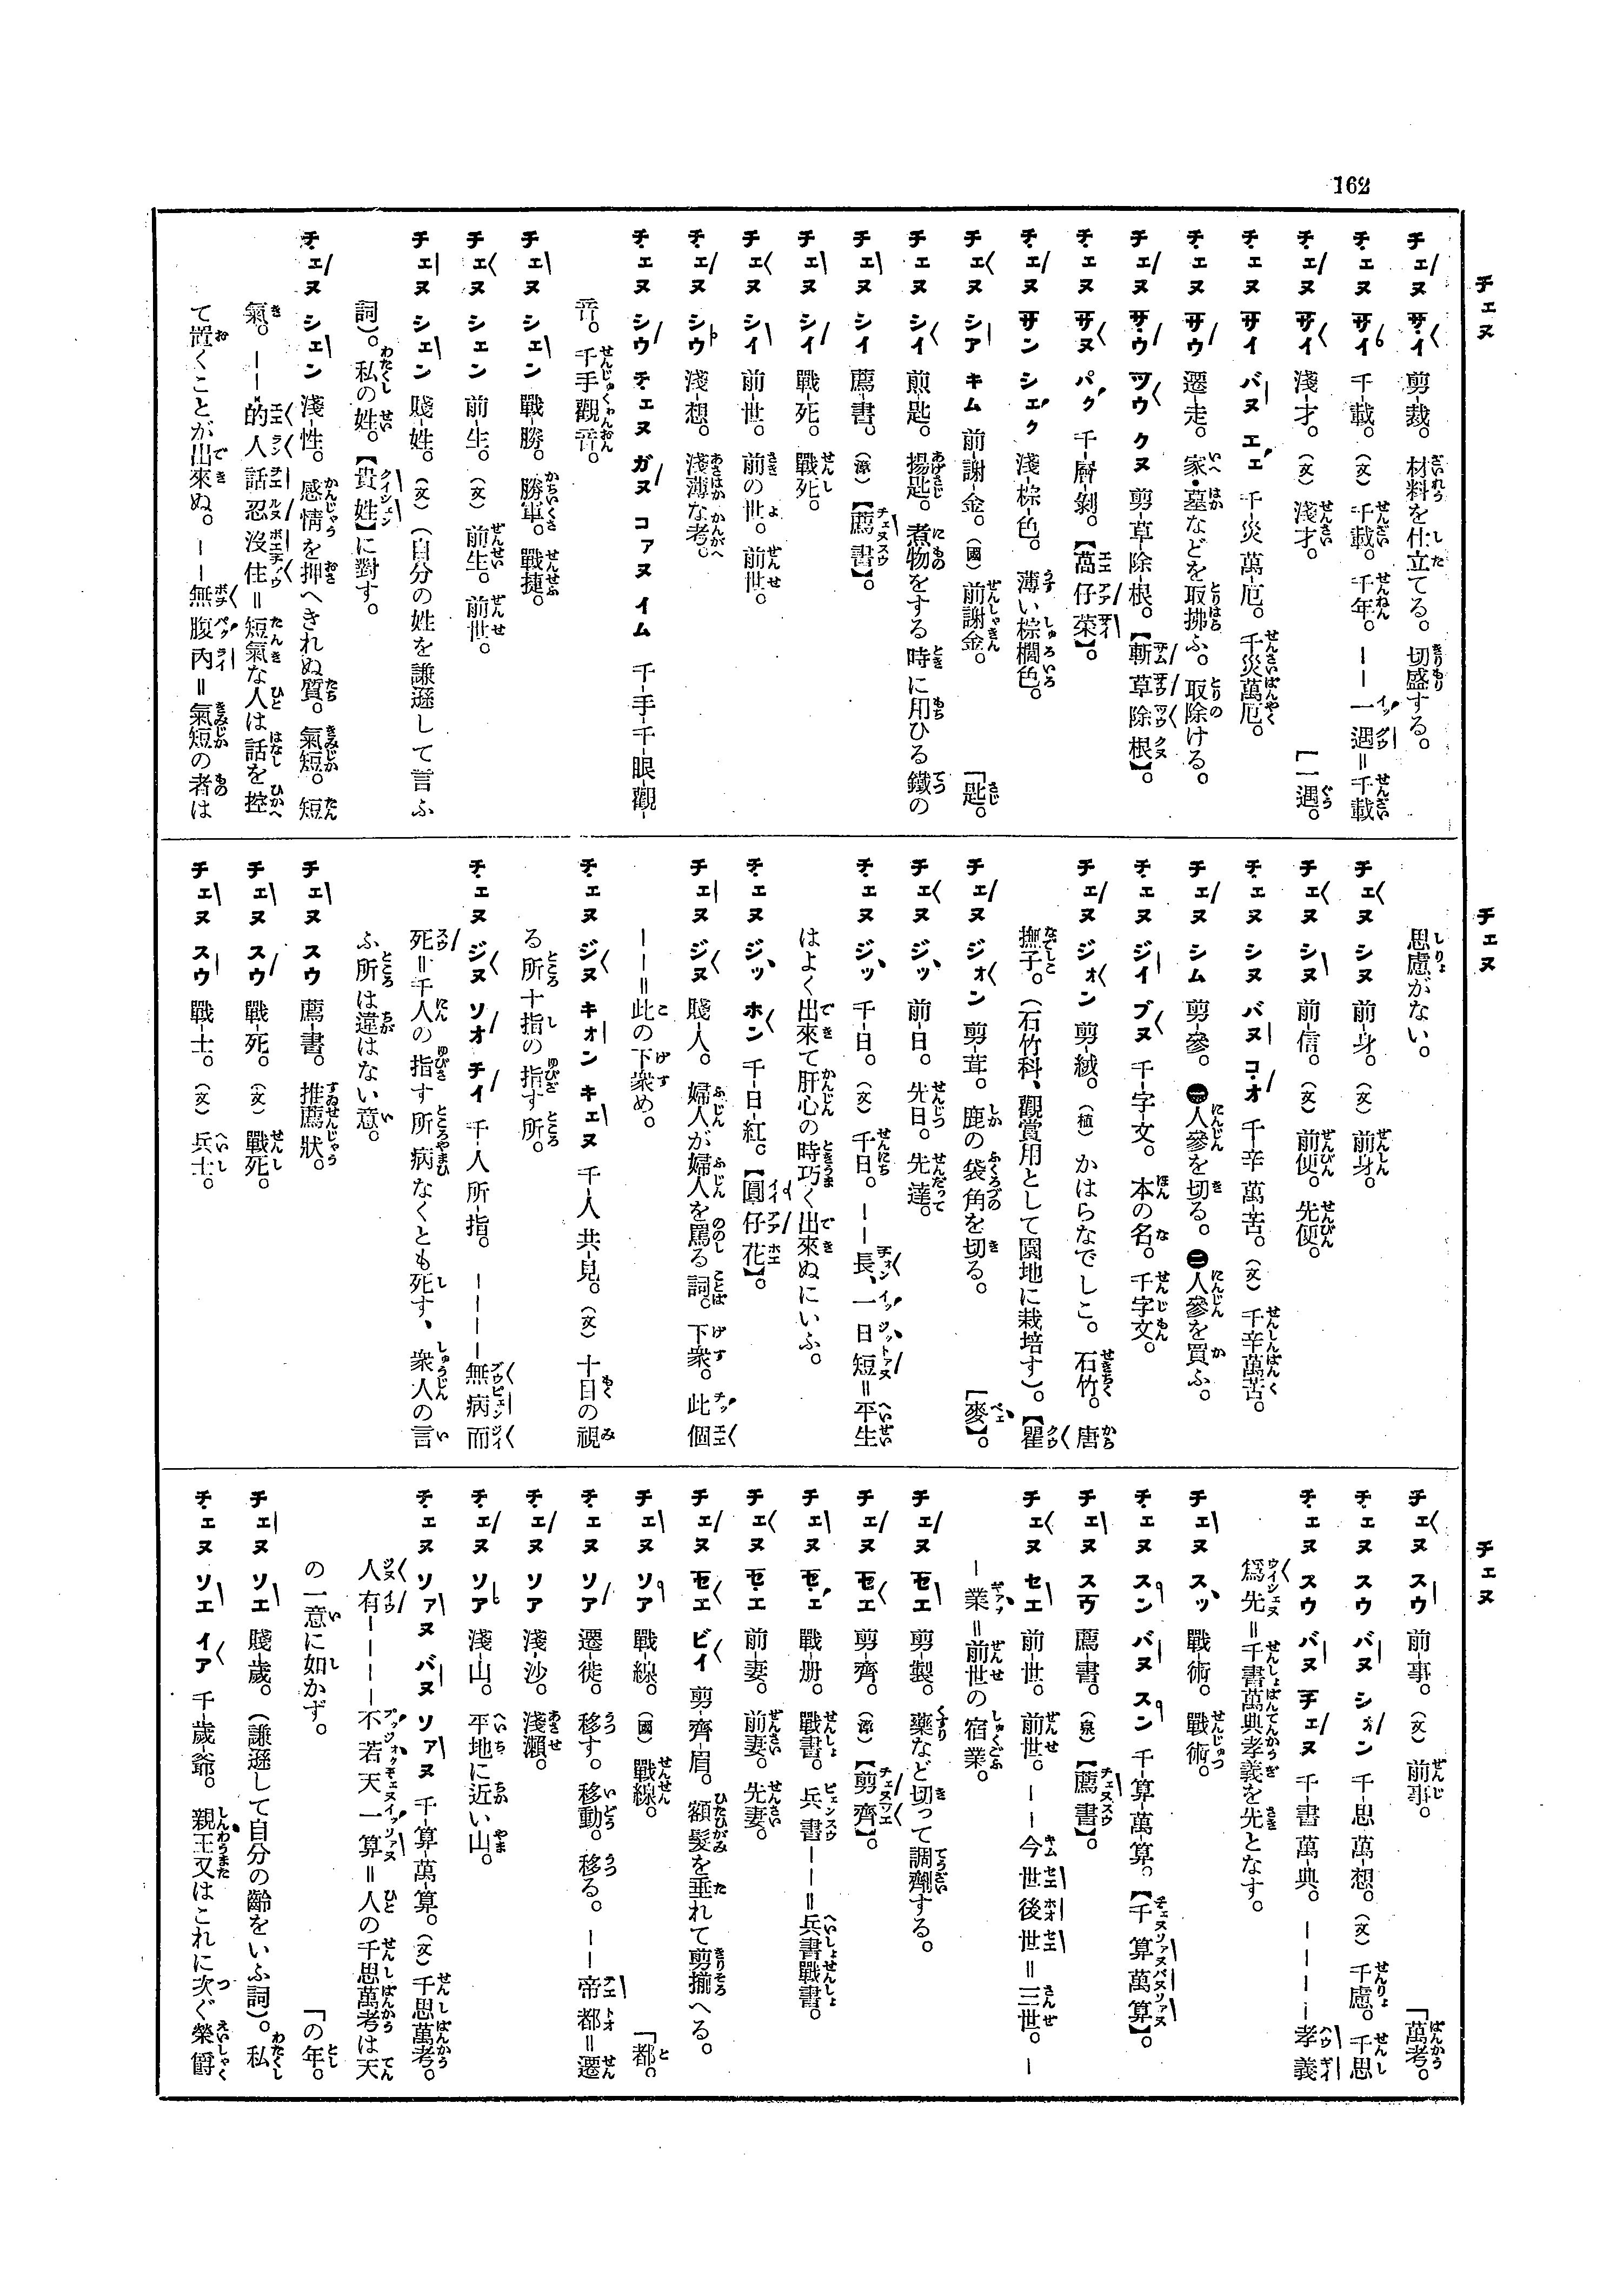 162
チェヌ
チェヌ サイ 剪-裁。材料を仕立てる。切盛する。
チェヌ サイ 千-載。(文) 千載。千年。——一遇=千載
チェヌ サイ 淺-才。(文) 淺才。 [一遇。
チェヌ サイ バヌ エェ 千-災 萬-厄。千災萬厄。
チェヌ サウ 遷-走。家・墓などを取拂ふ。取除ける。
チェヌ サウ ツウ クヌ 剪-草 除-根。【斬草除根】。
チェヌ サヌ パク 千-層-剝。【萵仔菜】。
チェヌ サン シェク 淺-棕-色。薄い棕櫚色。
チェヌ シア キム 前-謝-金。(國) 前謝金。 [匙。
チェヌ シイ 煎-匙。揚匙。煮物をする時に用ひる鐵の
チェヌ シイ 薦-書。(漳)【薦書】。
チェヌ シイ 戰-死。戰死。
チェヌ シイ 前-世。前の世。前世。
チェヌ シウ 淺-想。淺薄な考。
チェヌ シウ チェヌ ガヌ コァヌ イム 千-手-千-眼-觀-
音。千手觀音。
チェヌ シェン 戰-勝。勝軍。戰捷。
チェヌ シェン 前-生。(文) 前生。前世。
チェヌ シェン 賤-姓。(文)(自分の姓を謙遜して言ふ
詞)。私の姓。【貴姓】に對す。
チェヌ シェン 淺-性。感情を押へきれぬ質。氣短。短
氣。——的人話忍沒住=短氣な人は話を控
て置くことが出來ぬ。——無腹內=氣短の者は
チェヌ
思慮がない。
チェヌ シヌ 前-身。(文) 前身。
チェヌ シヌ 前-信。(文) 前便。先便。
チェヌ シヌ バヌ コオ 千-辛 萬-苦。(文) 千辛萬苦。
チェヌ シム 剪-參。㊀人參を切る。㊁人參を買ふ。
チェヌ ジイ ブヌ 千-字-文。本の名。千字文。
チェヌ ジォン 剪-絨。(植) かはらなでしこ。石竹。唐
撫子。(石竹科、觀賞用として園地に栽培す)。【瞿
チェヌ ジォン 剪-茸。鹿の袋角を切る。 [麥】。
チェヌ ジッ 前-日。先日。先達。
チェヌ ジッ 千-日。(文) 千日。——長、一日短=平生
はよく出來て肝心の時巧く出來ぬにいふ。
チェヌ ジッ ホン 千-日-紅。【圓仔花】。
チェヌ ジヌ 賤-人。婦人が婦人を罵る詞。下衆。此個
——=此の下衆め。
チェヌ ジヌ キォン キェヌ 千-人 共-見。(文) 十目の視
る所十指の指す所。
チェヌ ジヌ ソオ チイ 千-人 所-指。————無病而
死=千人の指す所病なくとも死す、衆人の言
ふ所は違はない意。
チェヌ スウ 薦-書。推薦狀。
チェヌ スウ 戰-死。(文) 戰死。
チェヌ スウ 戰-士。(文) 兵士。
チェヌ
チェヌ スウ 前-事。(文) 前事。 [萬考。
チェヌ スウ バヌ シォン 千-思 萬-想。(文) 千慮。千思
チェヌ スウ バヌ チェヌ 千-書 萬-典。————孝義
爲先=千書萬典孝義を先となす。
チェヌ スッ 戰-術。戰術。
チェヌ スン バヌ スン 千-算-萬-算。【千算萬算】。
チェヌ スウ 薦-書。(泉)【薦書】。
チェヌ セエ 前-世。前世。——今世後世=三世。—
—業=前世の宿業。
チェヌ セエ 剪-製。藥など切って調劑する。
チェヌ セエ 剪-齊。(漳)【剪齊】。
チェヌ セェ 戰-册。戰書。兵書——=兵書戰書。
チェヌ セエ 前-妻。前妻。先妻。
チェヌ セエ ビイ 剪-齊-眉。額髮を垂れて剪揃へる。
チェヌ ソア 戰-線。(國) 戰線。 [都。
チェヌ ソア 遷-徙。移す。移動。移る。——帝都=遷
チェヌ ソア 淺-沙。淺瀨。
チェヌ ソア 淺-山。平地に近い山。
チェヌ ソァヌ バヌ ソァヌ 千-算-萬-算。(文) 千思萬考。
人有————不若天一算=人の千思萬考は天
の一意に如かず。 [の年。
チェヌ ソエ 賤-歲。(謙遜して自分の齡をいふ詞)。私
チェヌ ソエ イア 千-歲-爺。親王又はこれに次ぐ榮爵